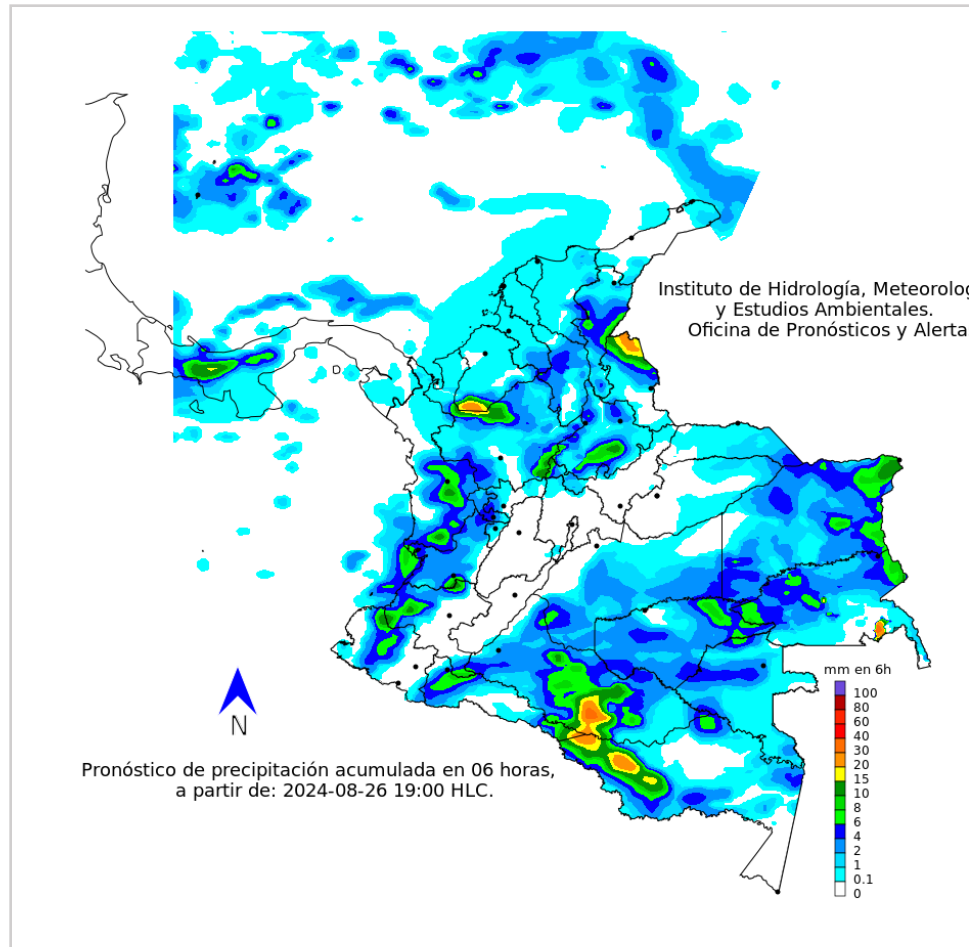 Instituto de Hidrología, Meteorolog
y Estudios Ambientales.
Oficina de Pronósticos y Alerta
mm en 6h
100
80
60
40
30
20
15
10
8
6
4
2
1
0.1
0
N
Pronóstico de precipitación acumulada en 06 horas,
a partir de: 2024-08-26 19:00 HLC.